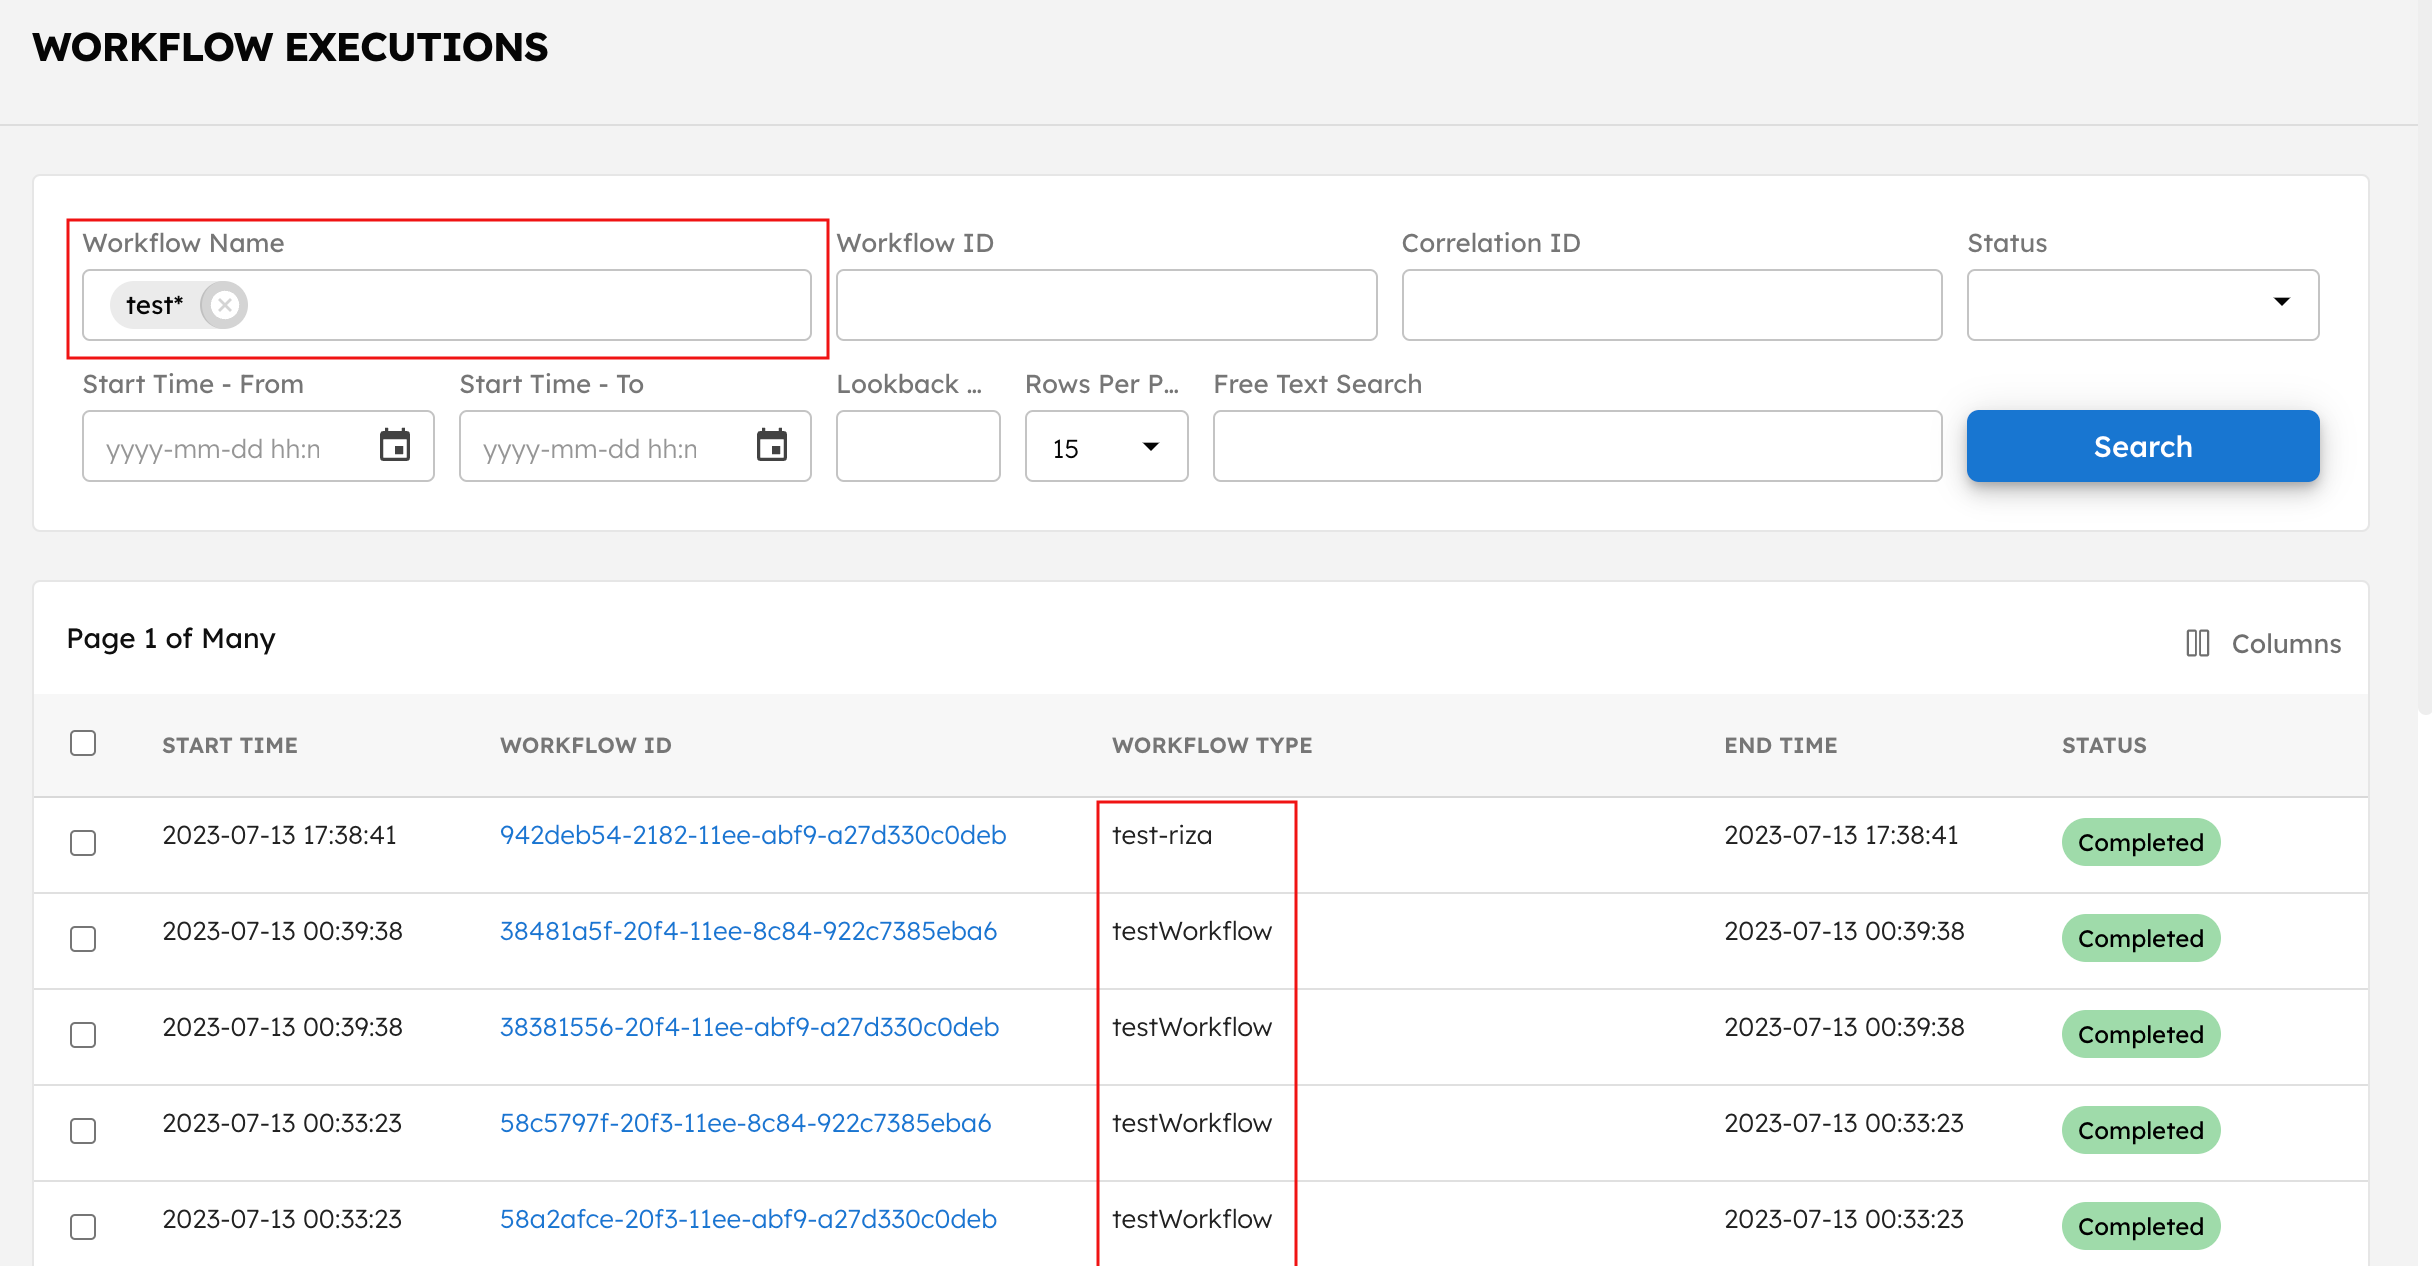 WORKFLOW EXECUTIONS
Workflow Name
Workflow ID
Correlation ID
Status
test*
Start Time - From
Start Time - To
Lookback ...
Rows Per P...
Free Text Search
yyyy-mm-dd hh:n
yyyy-mm-dd hh:n
15
Search
Page 1 of Many
Columns
START TIME WORKFLOW ID WORKFLOW TYPE END TIME STATUS
2023-07-13 17:38:41 942deb54-2182-11ee-abf9-a27d330c0deb test-riza 2023-07-13 17:38:41 Completed
2023-07-13 00:39:38 38481a5f-20f4-11ee-8c84-922c7385eba6 testWorkflow 2023-07-13 00:39:38 Completed
2023-07-13 00:39:38 38381556-20f4-11ee-abf9-a27d330c0deb testWorkflow 2023-07-13 00:39:38 Completed
2023-07-13 00:33:23 58c5797f-20f3-11ee-8c84-922c7385eba6 testWorkflow 2023-07-13 00:33:23 Completed
2023-07-13 00:33:23 58a2afce-20f3-11ee-abf9-a27d330c0deb testWorkflow 2023-07-13 00:33:23 Completed